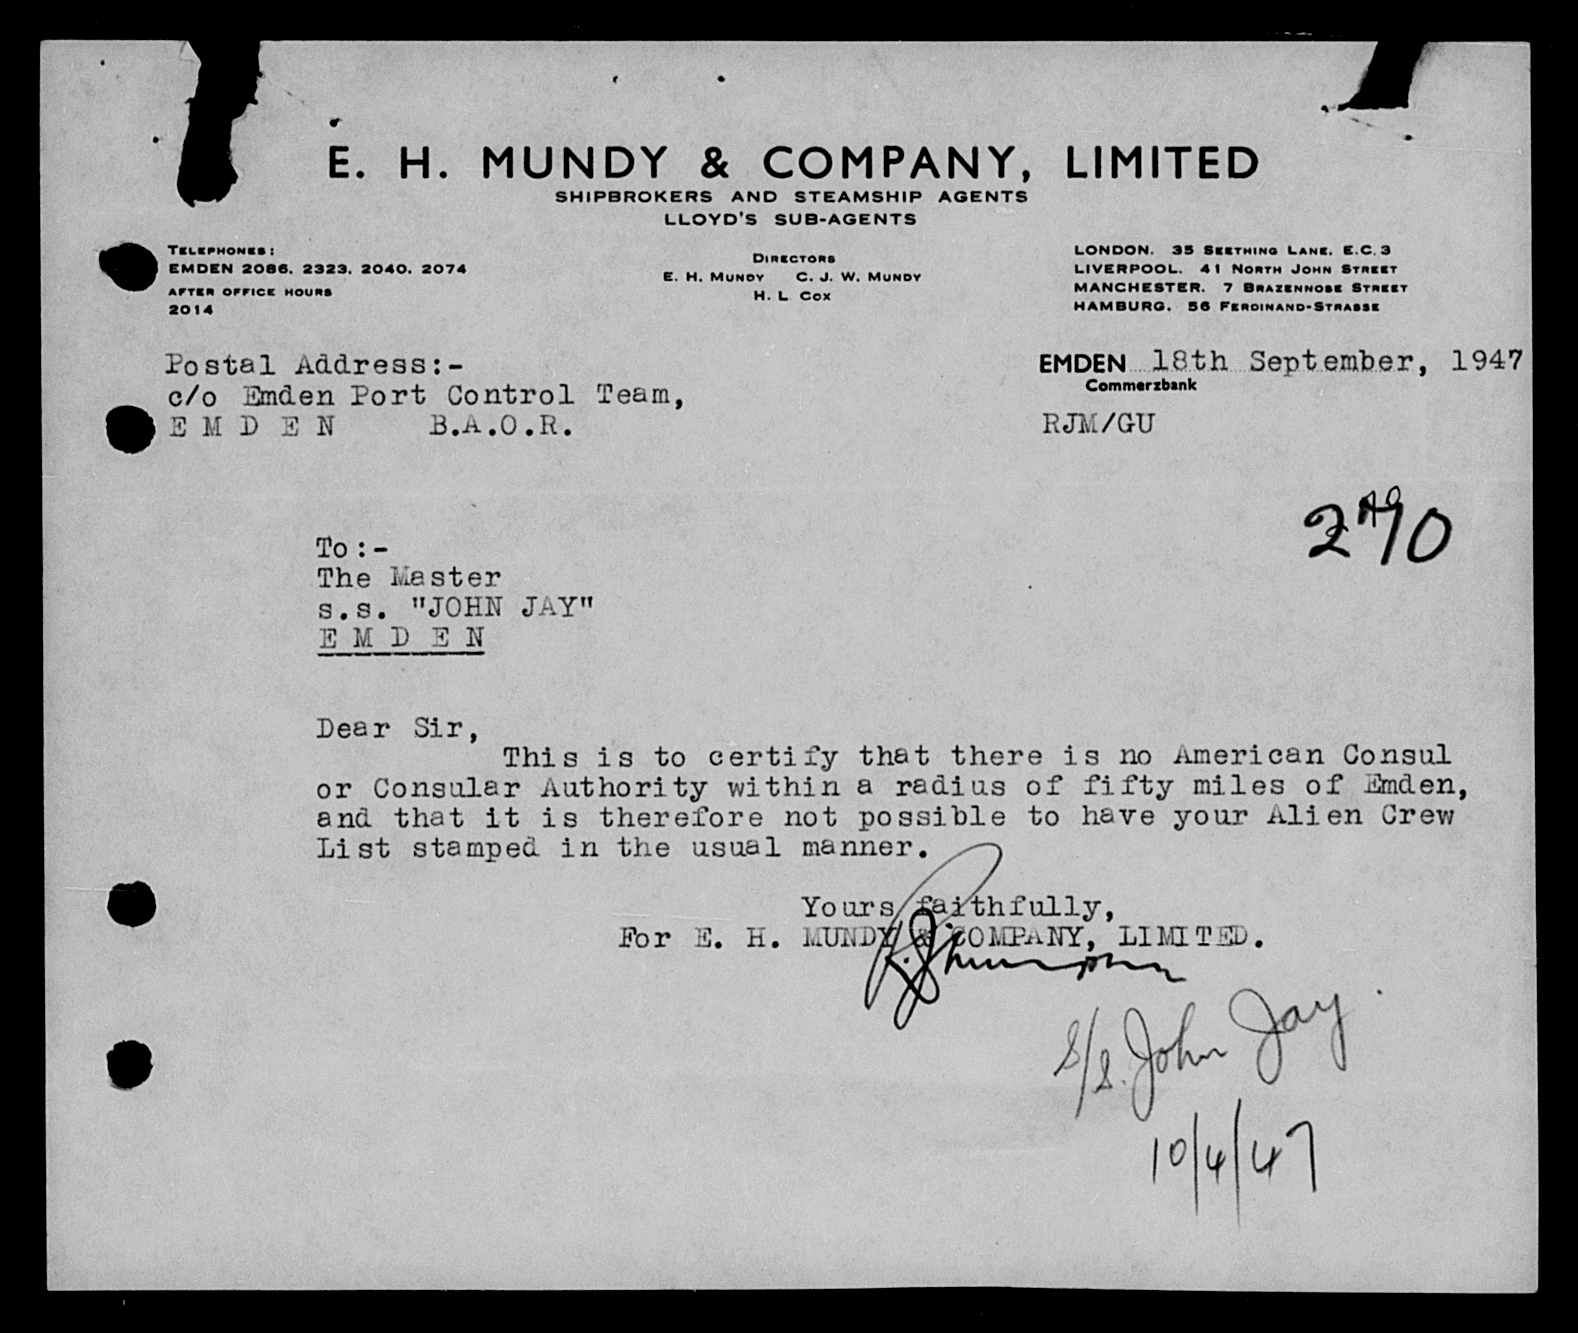 E. H. MUNDY & COMPANY, LIMITED
SHIPBROKERS AND STEAMSHIP AGENTS
LLOYD'S SUB-AGENTS
TELEPHONES:
EMDEN 2086. 2323. 2040. 2074
AFTER OFFICE HOURS
2014
DIRECTORS
E. H. MUNDY C. J. W. MUNDY
H. L. COX
LONDON. 35 SEETHING LANE. E.C.3
LIVERPOOL. 41 NORTH JOHN STREET
MANCHESTER. 7 BRAZENNOSE STREET
HAMBURG. 56 FERDINAND-STRASSE
Postal Address:-
c/o Emden Port Control Team,
E M D E N B.A.O.R.
EMDEN 18th September, 1947
Commerzbank
RJM/GU
To:-
The Master
s.s. "JOHN JAY"
E M D E N
Dear Sir,
This is to certify that there is no American Consul
or Consular Authority within a radius of fifty miles of Emden,
and that it is therefore not possible to have your Alien Crew
List stamped in the usual manner.
Yours faithfully,
For E. H. MUNDY & COMPANY, LIMITED.
S/S. John Jay.
10/4/47